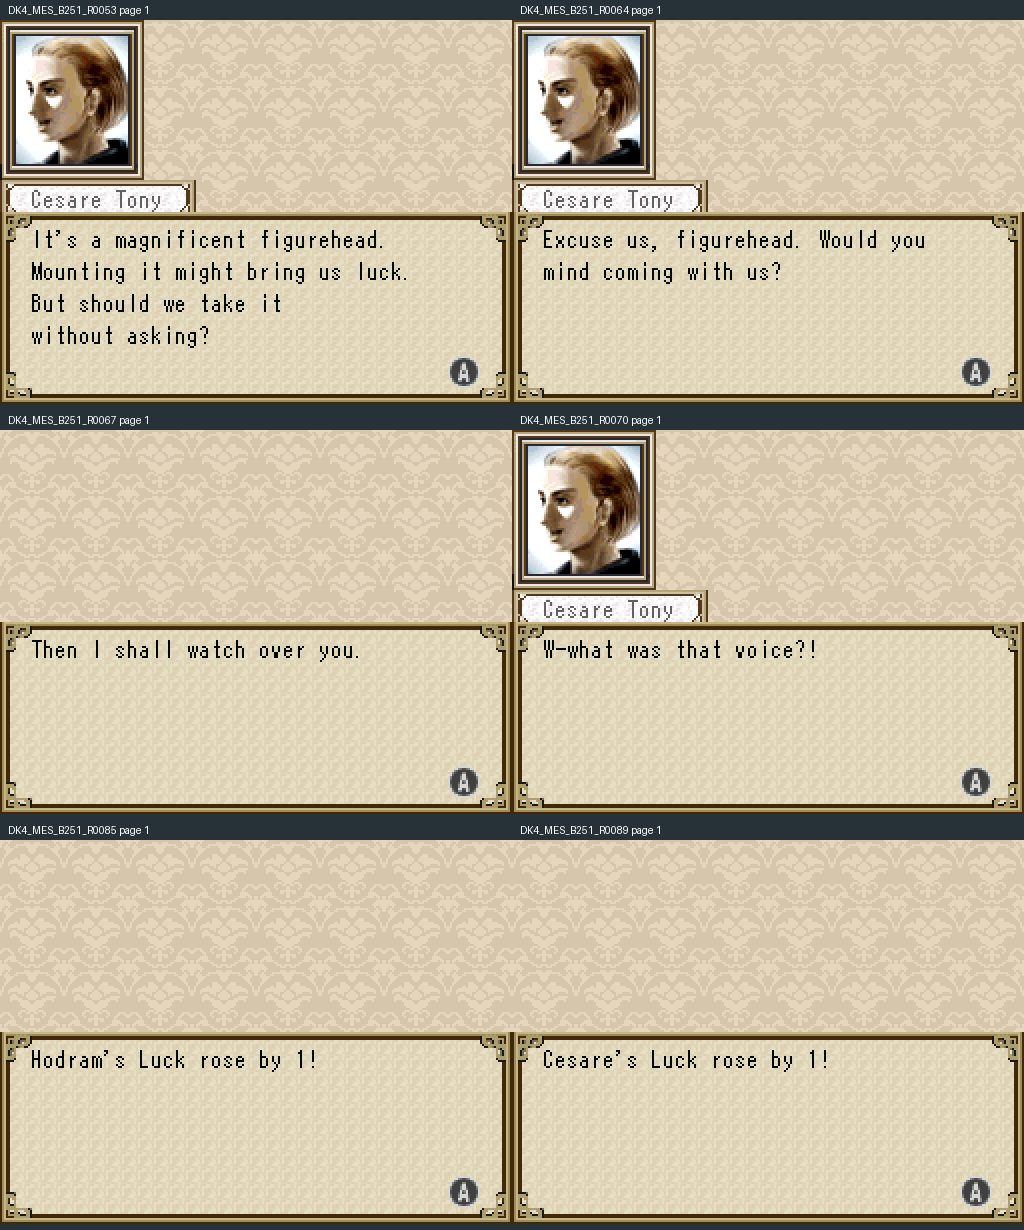 DK4_MES_B251_R0053 page 1
Cesare Tony
It's a magnificent figurehead.
Mounting it might bring us luck.
But should we take it
without asking?
A
DK4_MES_B251_R0064 page 1
Cesare Tony
Excuse us, figurehead. Would you
mind coming with us?
A
DK4_MES_B251_R0067 page 1
Then I shall watch over you.
A
DK4_MES_B251_R0070 page 1
Cesare Tony
W-what was that voice?!
A
DK4_MES_B251_R0085 page 1
Hodram's Luck rose by 1!
A
DK4_MES_B251_R0089 page 1
Cesare's Luck rose by 1!
A